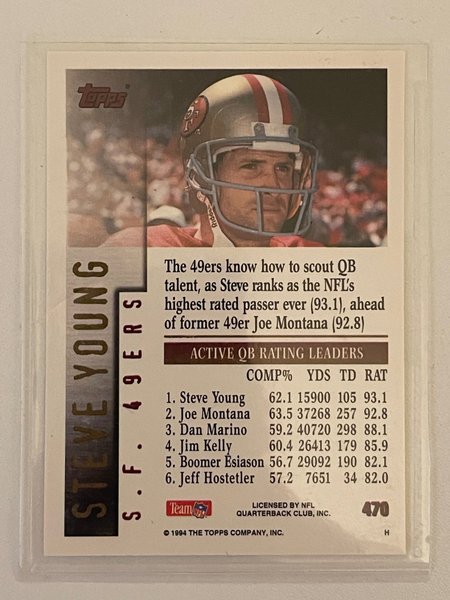 Topps
STEVE YOUNG
S.F. 49ERS
The 49ers know how to scout QB
talent, as Steve ranks as the NFL's
highest rated passer ever (93.1), ahead
of former 49er Joe Montana (92.8)
ACTIVE QB RATING LEADERS
COMP% YDS TD RAT
1. Steve Young 62.1 15900 105 93.1
2. Joe Montana 63.5 37268 257 92.8
3. Dan Marino 59.2 40720 298 88.1
4. Jim Kelly 60.4 26413 179 85.9
5. Boomer Esiason 56.7 29092 190 82.1
6. Jeff Hostetler 57.2 7651 34 82.0
Team NFL
LICENSED BY NFL
QUARTERBACK CLUB, INC.
470
© 1994 THE TOPPS COMPANY, INC.
H